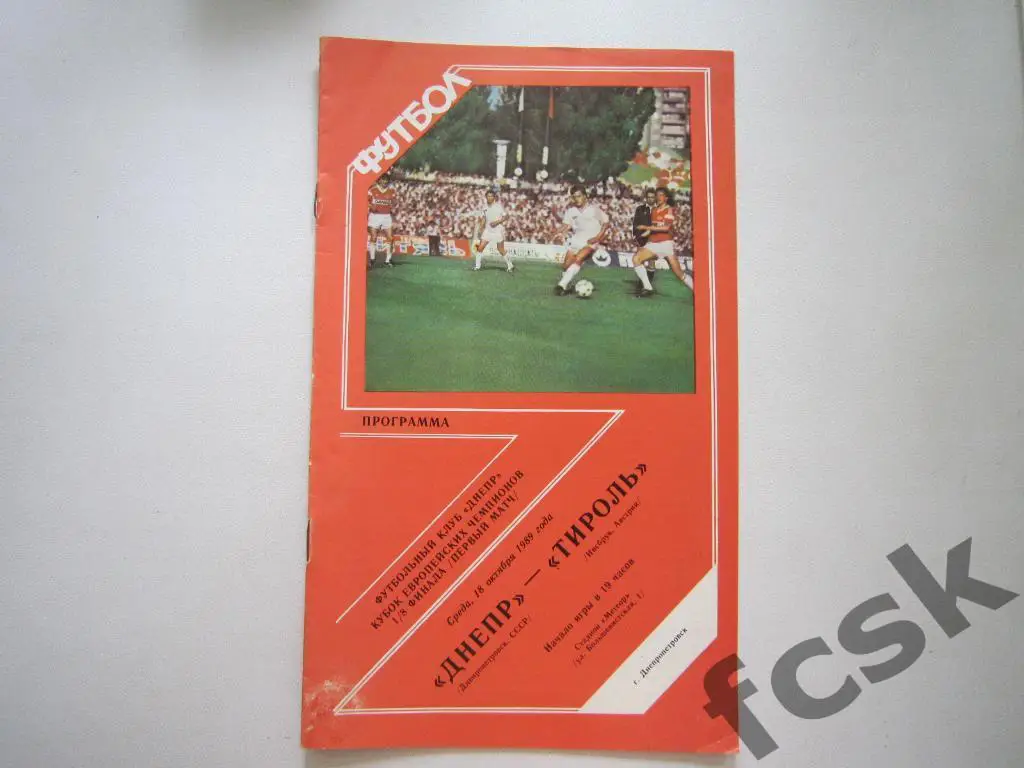 ФУТБОЛ
ПРОГРАММА
ФУТБОЛЬНЫЙ КЛУБ «ДНЕПР»
КУБОК ЕВРОПЕЙСКИХ ЧЕМПИОНОВ
1/8 ФИНАЛА /ПЕРВЫЙ МАТЧ/
Среда, 18 октября 1989 года
«ДНЕПР» — «ТИРОЛЬ»
/Днепропетровск, СССР/
/Инсбрук, Австрия/
Начало игры в 19 часов
Стадион «Метеор»
/ул. Большевистская, 1/
г. Днепропетровск
fcsk